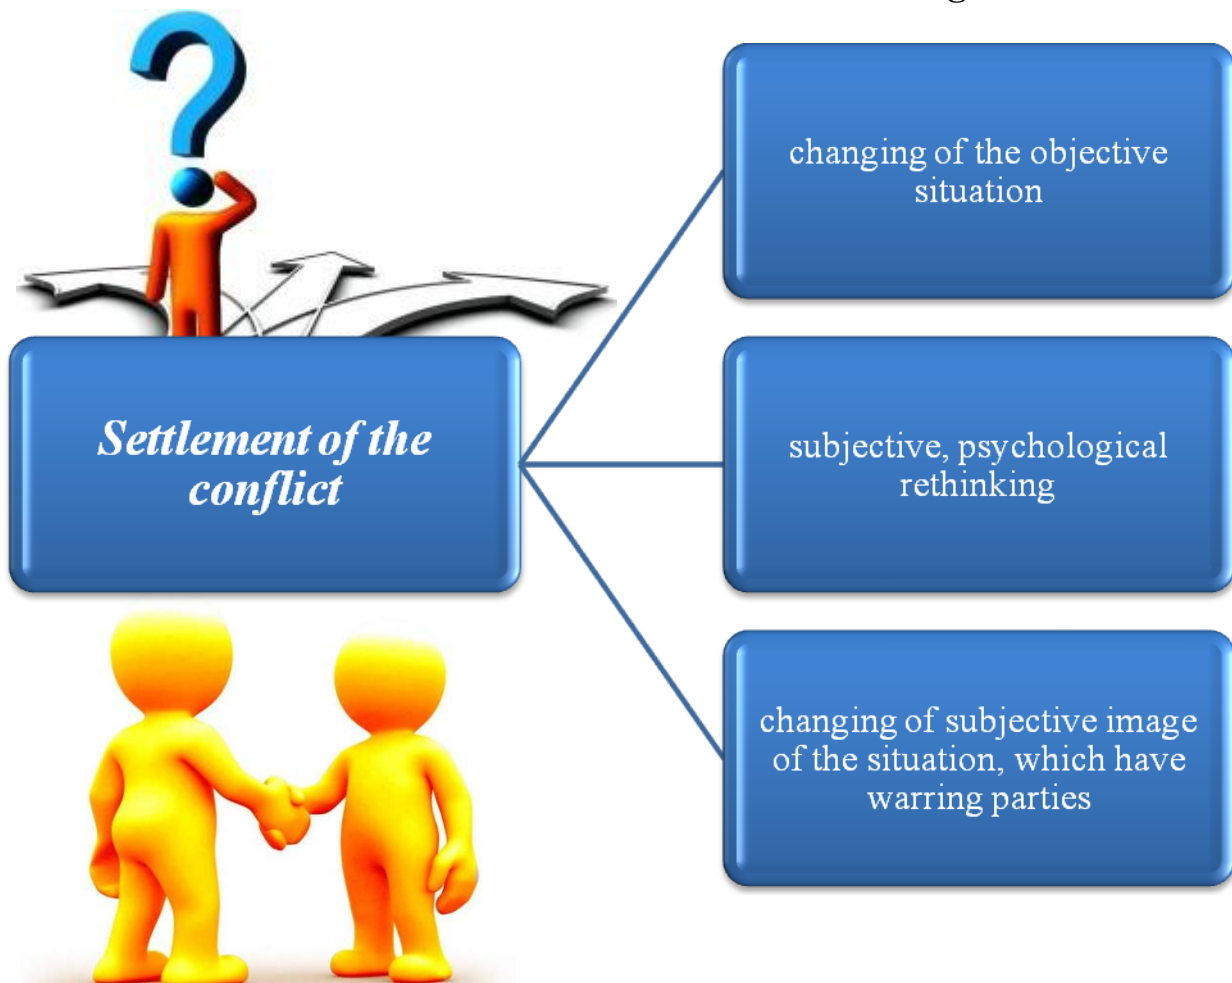 changing of the objective
situation
Settlement of the
conflict
subjective, psychological
rethinking
changing of subjective image
of the situation, which have
warring parties